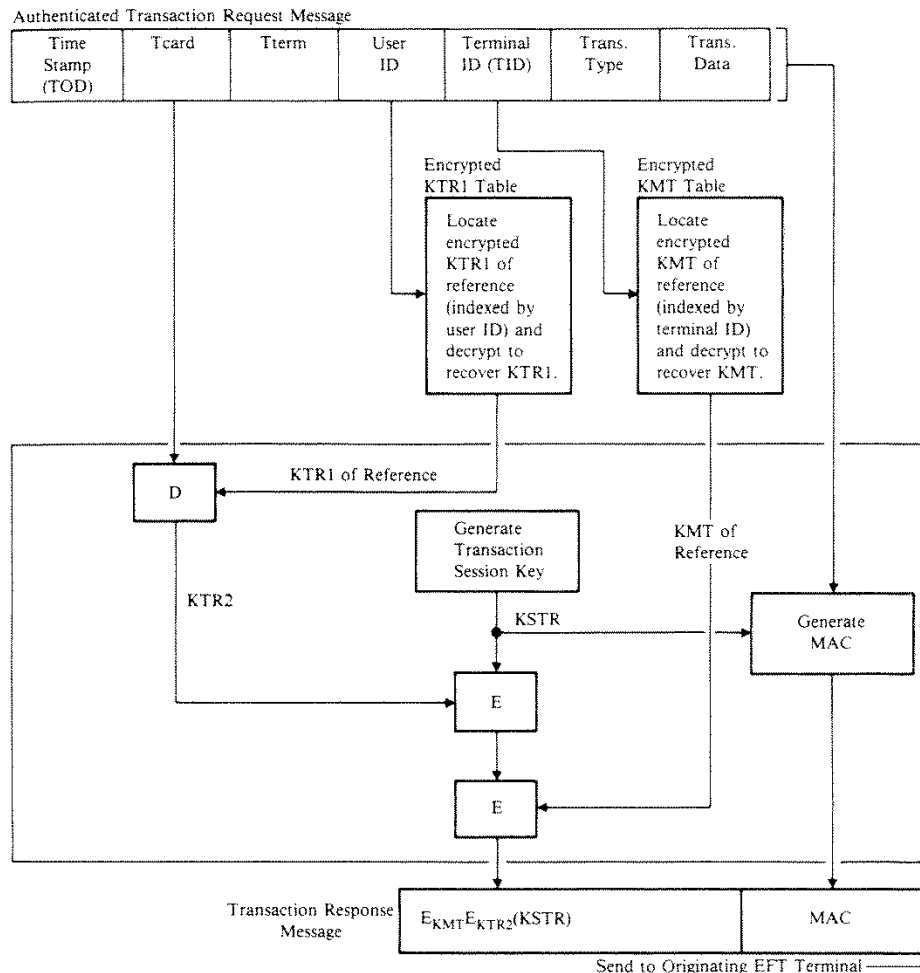 Authenticated Transaction Request Message
Time
Stamp
(TOD)
Tcard
Tterm
User
ID
Terminal
ID (TID)
Trans.
Type
Trans.
Data
Encrypted
KTR1 Table
Encrypted
KMT Table
Locate
encrypted
KTR1 of
reference
(indexed by
user ID) and
decrypt to
recover KTR1.
Locate
encrypted
KMT of
reference
(indexed by
terminal ID)
and decrypt to
recover KMT.
D
KTR1 of Reference
Generate
Transaction
Session Key
KMT of
Reference
KTR2
KSTR
Generate
MAC
E
E
Transaction Response
Message
E_KMT E_KTR2(KSTR)
MAC
Send to Originating EFT Terminal